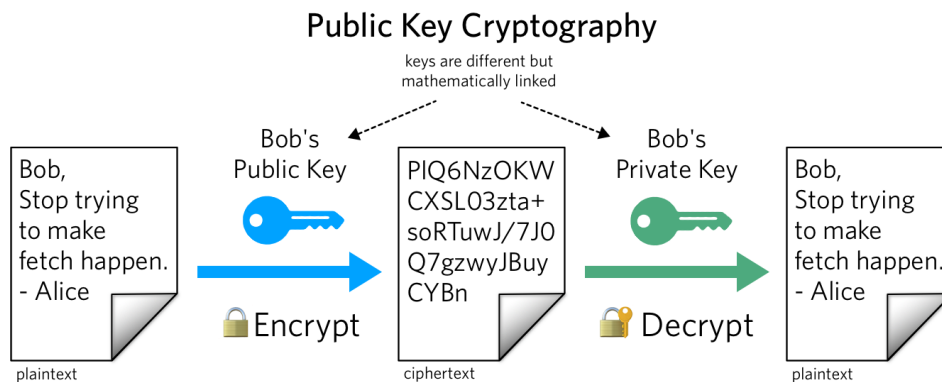 Public Key Cryptography
keys are different but
mathematically linked
Bob,
Stop trying
to make
fetch happen.
- Alice
plaintext
Bob's
Public Key
Encrypt
PlQ6NzOKW
CXSL03zta+
soRTuwJ/7J0
Q7gzwyJBuy
CYBn
ciphertext
Bob's
Private Key
Decrypt
Bob,
Stop trying
to make
fetch happen.
- Alice
plaintext